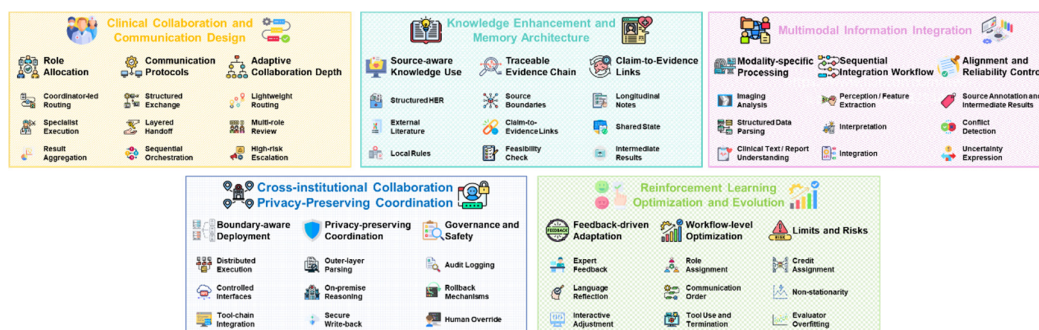 Clinical Collaboration and
Communication Design
Role
Allocation
Communication
Protocols
Adaptive
Collaboration Depth
Coordinator-led
Routing
Structured
Exchange
Lightweight
Routing
Specialist
Execution
Layered
Handoff
Multi-role
Review
Result
Aggregation
Sequential
Orchestration
High-risk
Escalation
Knowledge Enhancement and
Memory Architecture
Source-aware
Knowledge Use
Traceable
Evidence Chain
Claim-to-Evidence
Links
Structured HER
Source
Boundaries
Longitudinal
Notes
External
Literature
Claim-to-
Evidence Links
Shared State
Local Rules
Feasibility
Check
Intermediate
Results
Multimodal Information Integration
Modality-specific
Processing
Sequential
Integration Workflow
Alignment and
Reliability Control
Imaging
Analysis
Perception / Feature
Extraction
Source Annotation and
Intermediate Results
Structured Data
Parsing
Interpretation
Conflict
Detection
Clinical Text / Report
Understanding
Integration
Uncertainty
Expression
Cross-institutional Collaboration
Privacy-Preserving Coordination
Boundary-aware
Deployment
Privacy-preserving
Coordination
Governance and
Safety
Distributed
Execution
Outer-layer
Parsing
Audit Logging
Controlled
Interfaces
On-premise
Reasoning
Rollback
Mechanisms
Tool-chain
Integration
Secure
Write-back
Human Override
Reinforcement Learning
Optimization and Evolution
FEEDBACK
Feedback-driven
Adaptation
Workflow-level
Optimization
RISK
Limits and Risks
Expert
Feedback
Role
Assignment
Credit
Assignment
Language
Reflection
Communication
Order
Non-stationarity
Interactive
Adjustment
Tool Use and
Termination
Evaluator
Overfitting